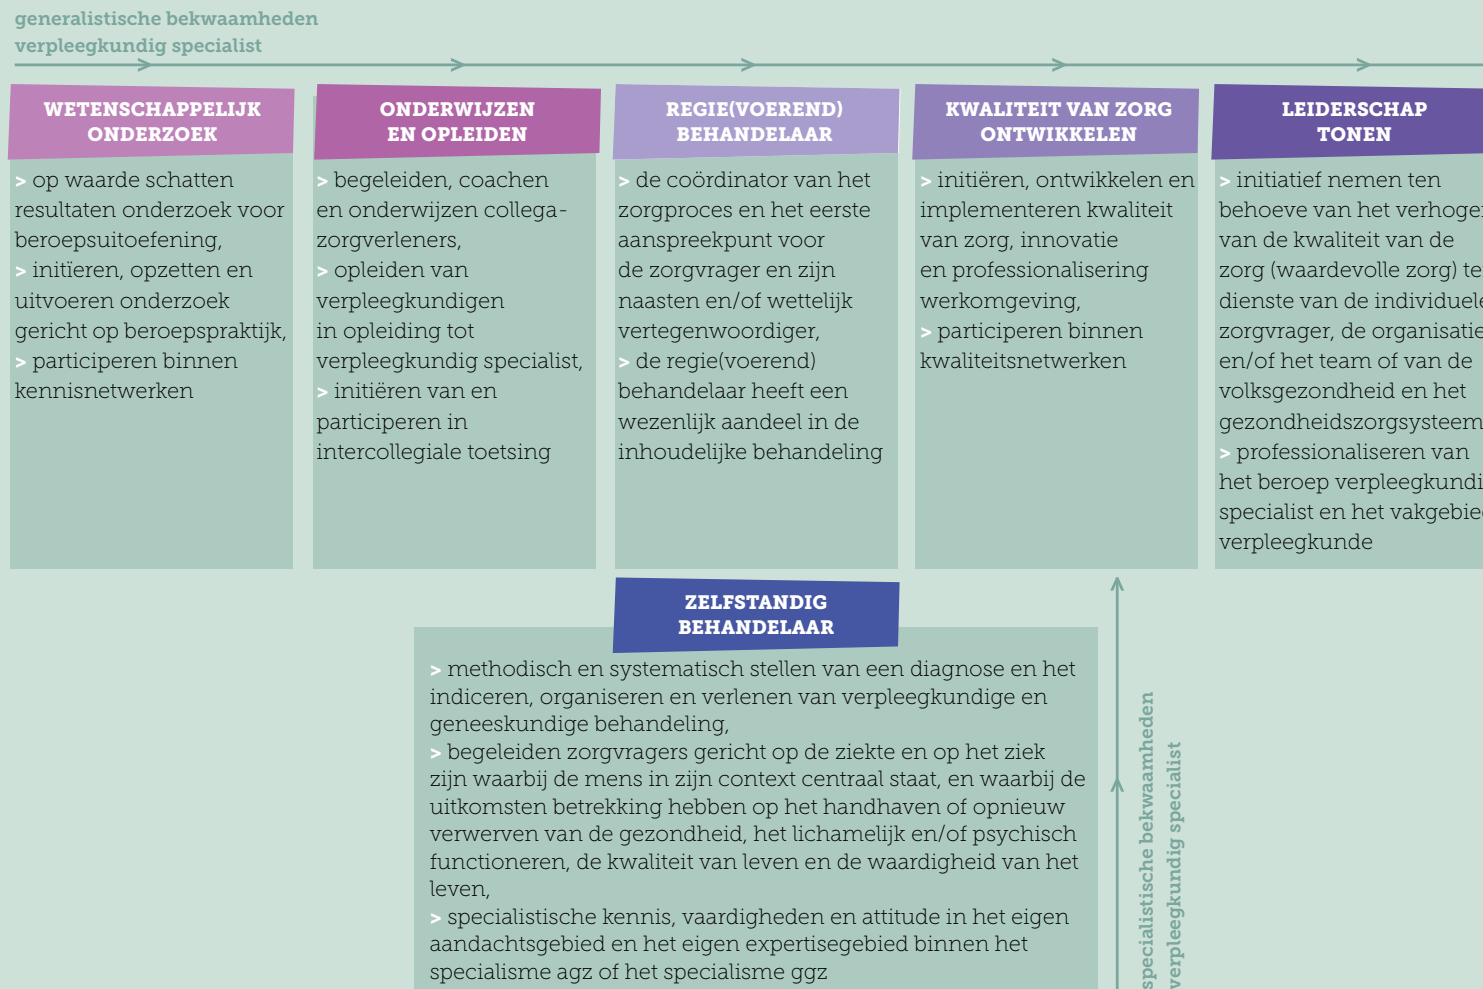 generalistische bekwaamheden
verpleegkundig specialist
WETENSCHAPPELIJK
ONDERZOEK
> op waarde schatten
resultaten onderzoek voor
beroepsuitoefening,
> initïeren, opzetten en
uitvoeren onderzoek
gericht op beroepspraktijk,
> participeren binnen
kennisnetwerken
ONDERWIJZEN
EN OPLEIDEN
> begeleiden, coachen
en onderwijzen collega-
zorgverleners,
> opleiden van
verpleegkundigen
in opleiding tot
verpleegkundig specialist,
> initiëren van en
participeren in
intercollegiale toetsing
REGIE(VOEREND)
BEHANDELAAR
> de coördinator van het
zorgproces en het eerste
aanspreekpunt voor
de zorgvrager en zijn
naasten en/of wettelijk
vertegenwoordiger,
> de regie(voerend)
behandelaar heeft een
wezenlijk aandeel in de
inhoudelijke behandeling
KWALITEIT VAN ZORG
ONTWIKKELEN
> initiëren, ontwikkelen en
implementeren kwaliteit
van zorg, innovatie
en professionalisering
werkomgeving,
> participeren binnen
kwaliteitsnetwerken
LEIDERSCHAP
TONEN
> initiatief nemen ten
behoeve van het verhoge
van de kwaliteit van de
zorg (waardevolle zorg) te
dienste van de individuel
zorgvrager, de organisatie
en/of het team of van de
volksgezondheid en het
gezondheidszorgsysteem
> professionaliseren van
het beroep verpleegkundi
specialist en het vakgebie
verpleegkunde
ZELFSTANDIG
BEHANDELAAR
> methodisch en systematisch stellen van een diagnose en het
indiceren, organiseren en verlenen van verpleegkundige en
geneeskundige behandeling,
> begeleiden zorgvragers gericht op de ziekte en op het ziek
zijn waarbij de mens in zijn context centraal staat, en waarbij de
uitkomsten betrekking hebben op het handhaven of opnieuw
verwerven van de gezondheid, het lichamelijk en/of psychisch
functioneren, de kwaliteit van leven en de waardigheid van het
leven,
> specialistische kennis, vaardigheden en attitude in het eigen
aandachtsgebied en het eigen expertisegebied binnen het
specialisme agz of het specialisme ggz
specialistische bekwaamheden
verpleegkundig specialist